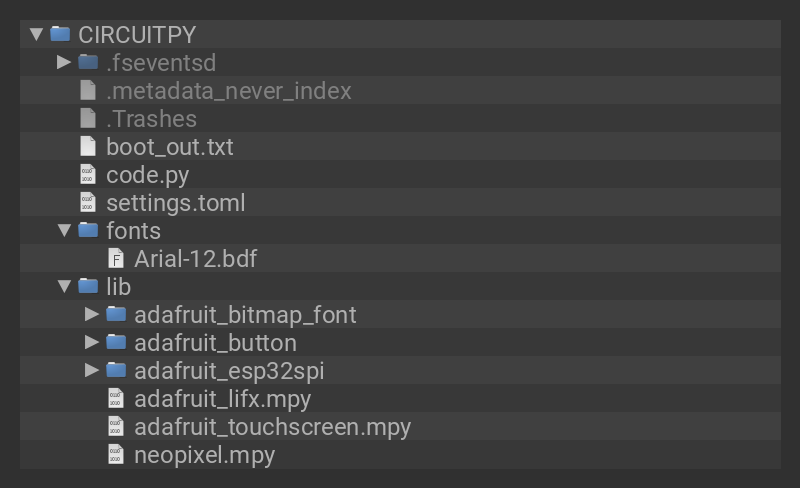 CIRCUITPY
.fseventsd
.metadata_never_index
.Trashes
boot_out.txt
code.py
settings.toml
fonts
Arial-12.bdf
lib
adafruit_bitmap_font
adafruit_button
adafruit_esp32spi
adafruit_lifx.mpy
adafruit_touchscreen.mpy
neopixel.mpy